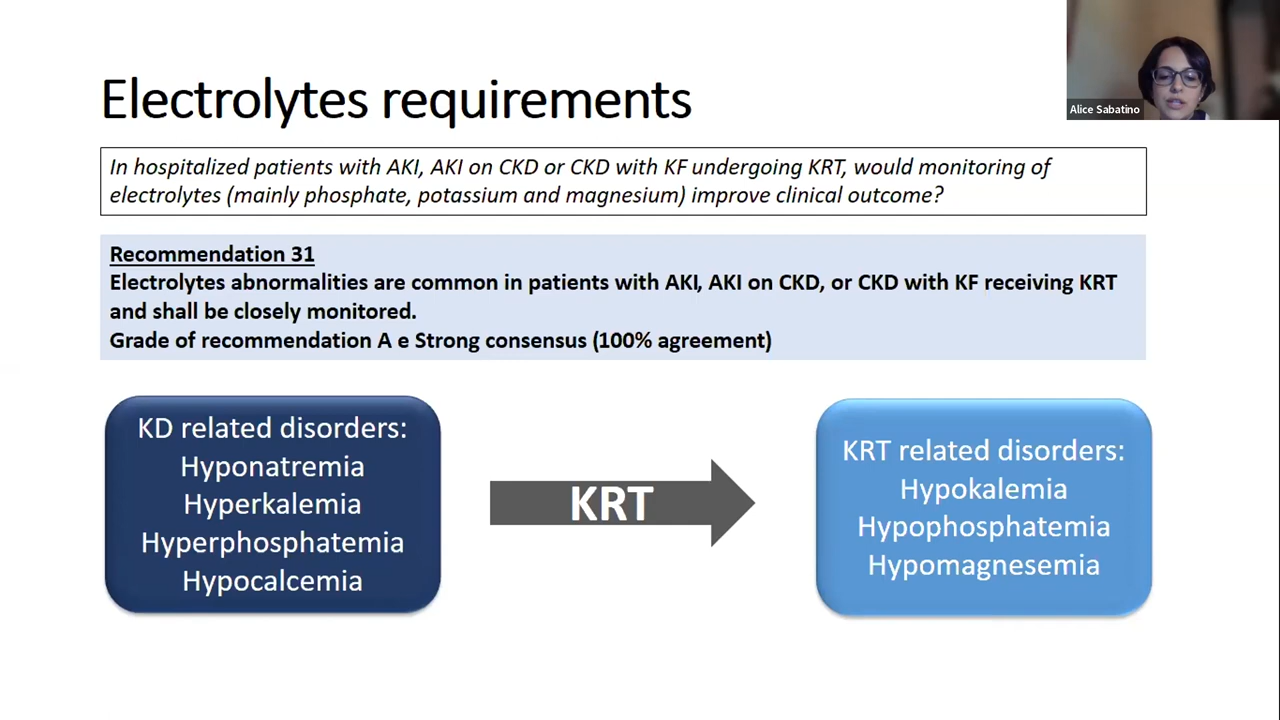 Electrolytes requirements
Alice Sabatino
In hospitalized patients with AKI, AKI on CKD or CKD with KF undergoing KRT, would monitoring of
electrolytes (mainly phosphate, potassium and magnesium) improve clinical outcome?
Recommendation 31
Electrolytes abnormalities are common in patients with AKI, AKI on CKD, or CKD with KF receiving KRT
and shall be closely monitored.
Grade of recommendation A e Strong consensus (100% agreement)
KD related disorders:
Hyponatremia
Hyperkalemia
Hyperphosphatemia
Hypocalcemia
KRT
KRT related disorders:
Hypokalemia
Hypophosphatemia
Hypomagnesemia